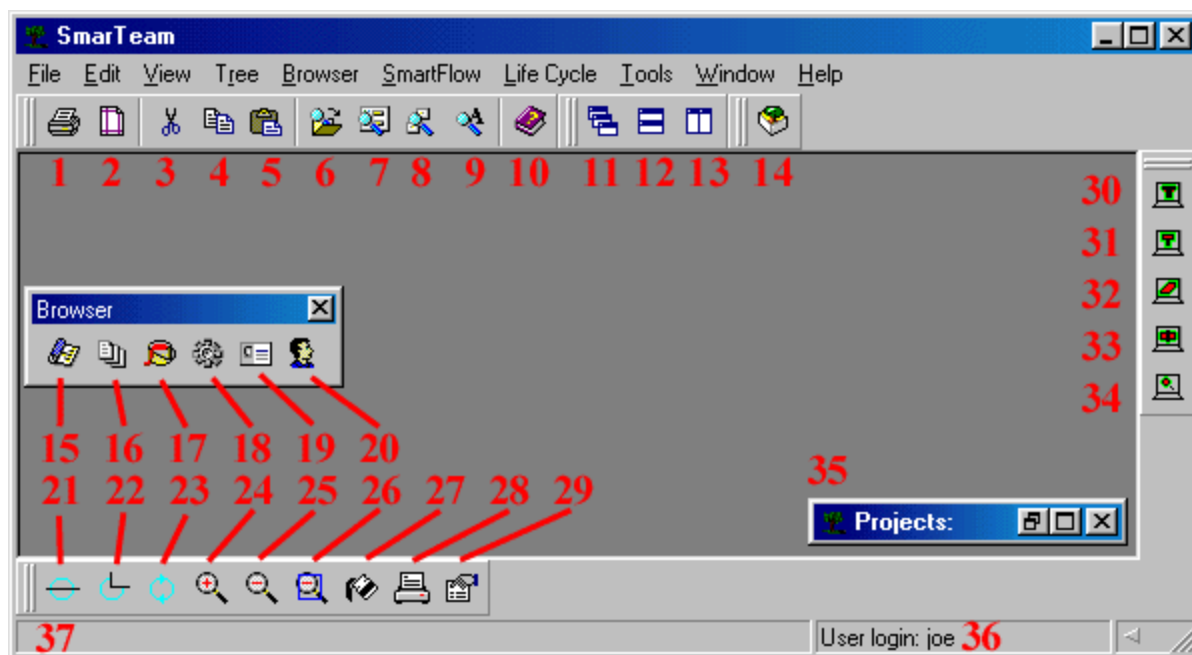 SmarTeam
File Edit View Tree Browser SmartFlow Life Cycle Tools Window Help
1 2 3 4 5 6 7 8 9 10 11 12 13 14
30
31
32
33
34
Browser
15 16 17 18 19 20
21 22 23 24 25 26 27 28 29
35
Projects:
37
User login: joe 36